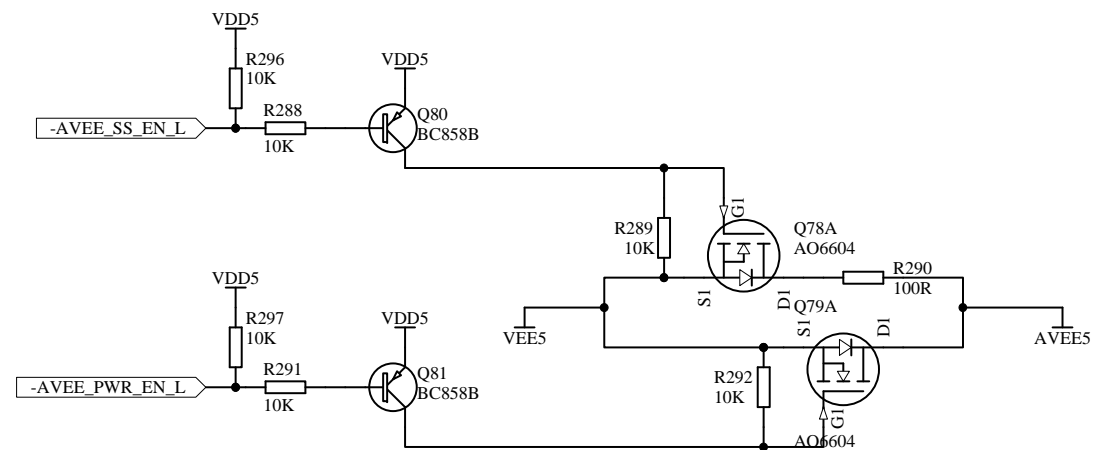 VDD5
R296
10K
VDD5
R288
10K
-AVEE_SS_EN_L
Q80
BC858B
G1
R289
10K
Q78A
AO6604
S1
D1
R290
100R
VDD5
R297
10K
VDD5
VEE5
Q79A
S1
D1
AVEE5
R291
10K
-AVEE_PWR_EN_L
Q81
BC858B
R292
10K
G1
AO6604